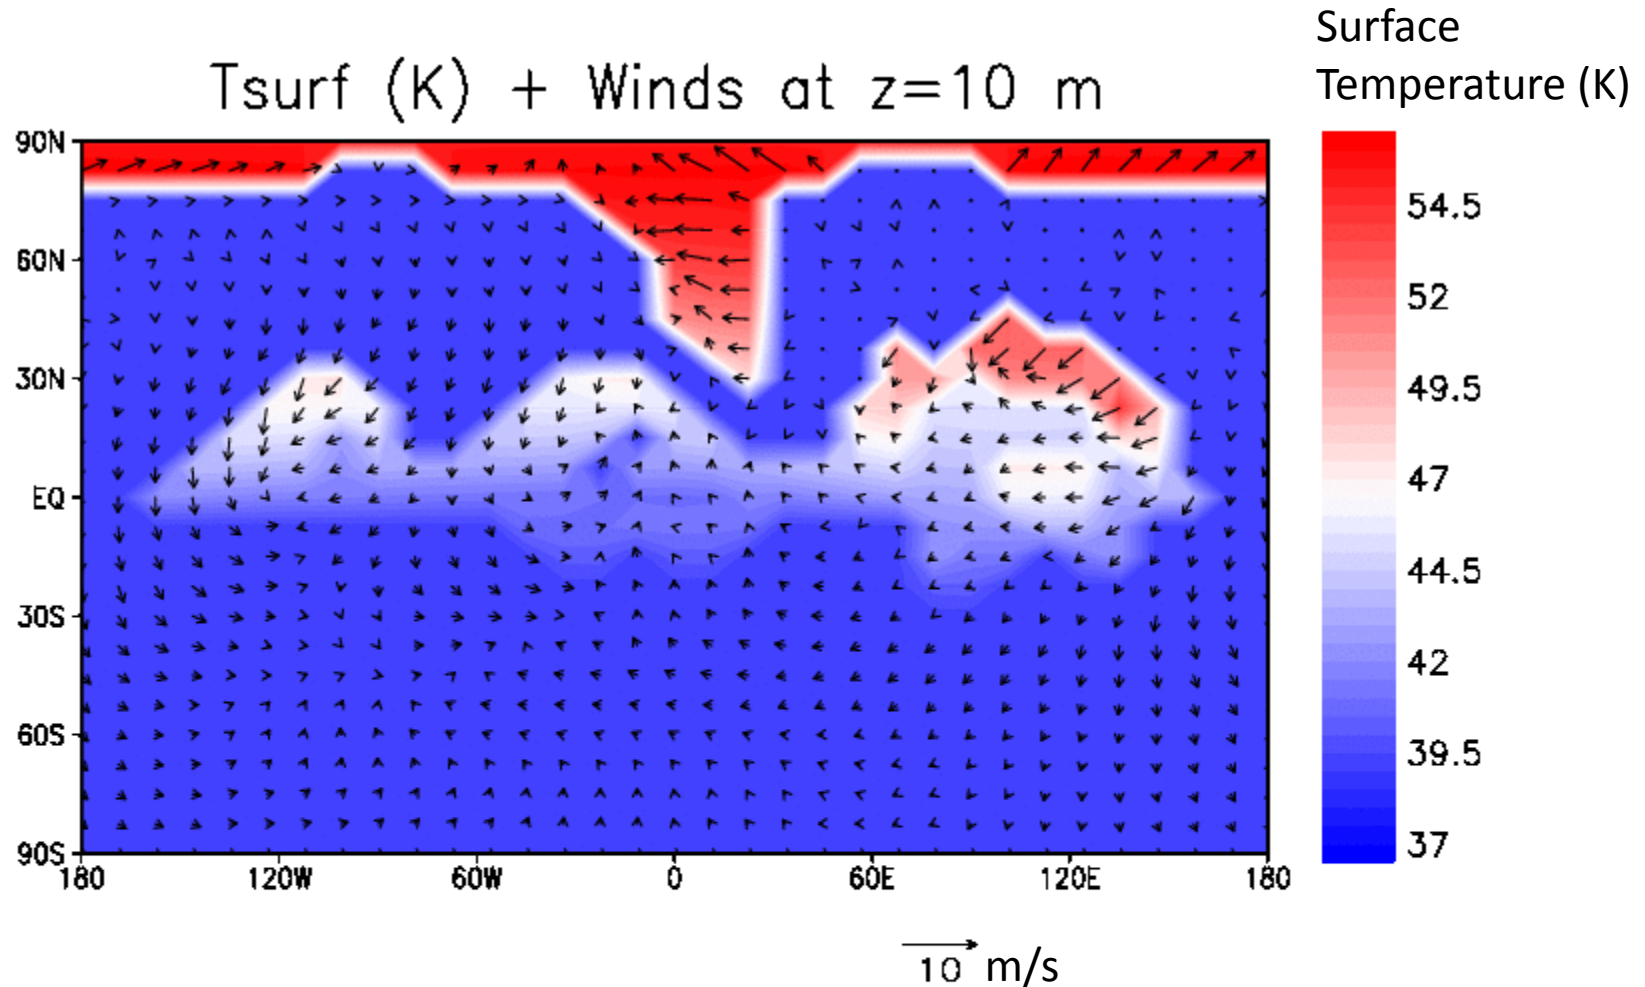 Surface
Temperature (K)
Tsurf (K) + Winds at z=10 m
90N
60N
30N
EQ
30S
60S
90S
180 120W 60W 0 60E 120E 180
54.5
52
49.5
47
44.5
42
39.5
37
10 m/s